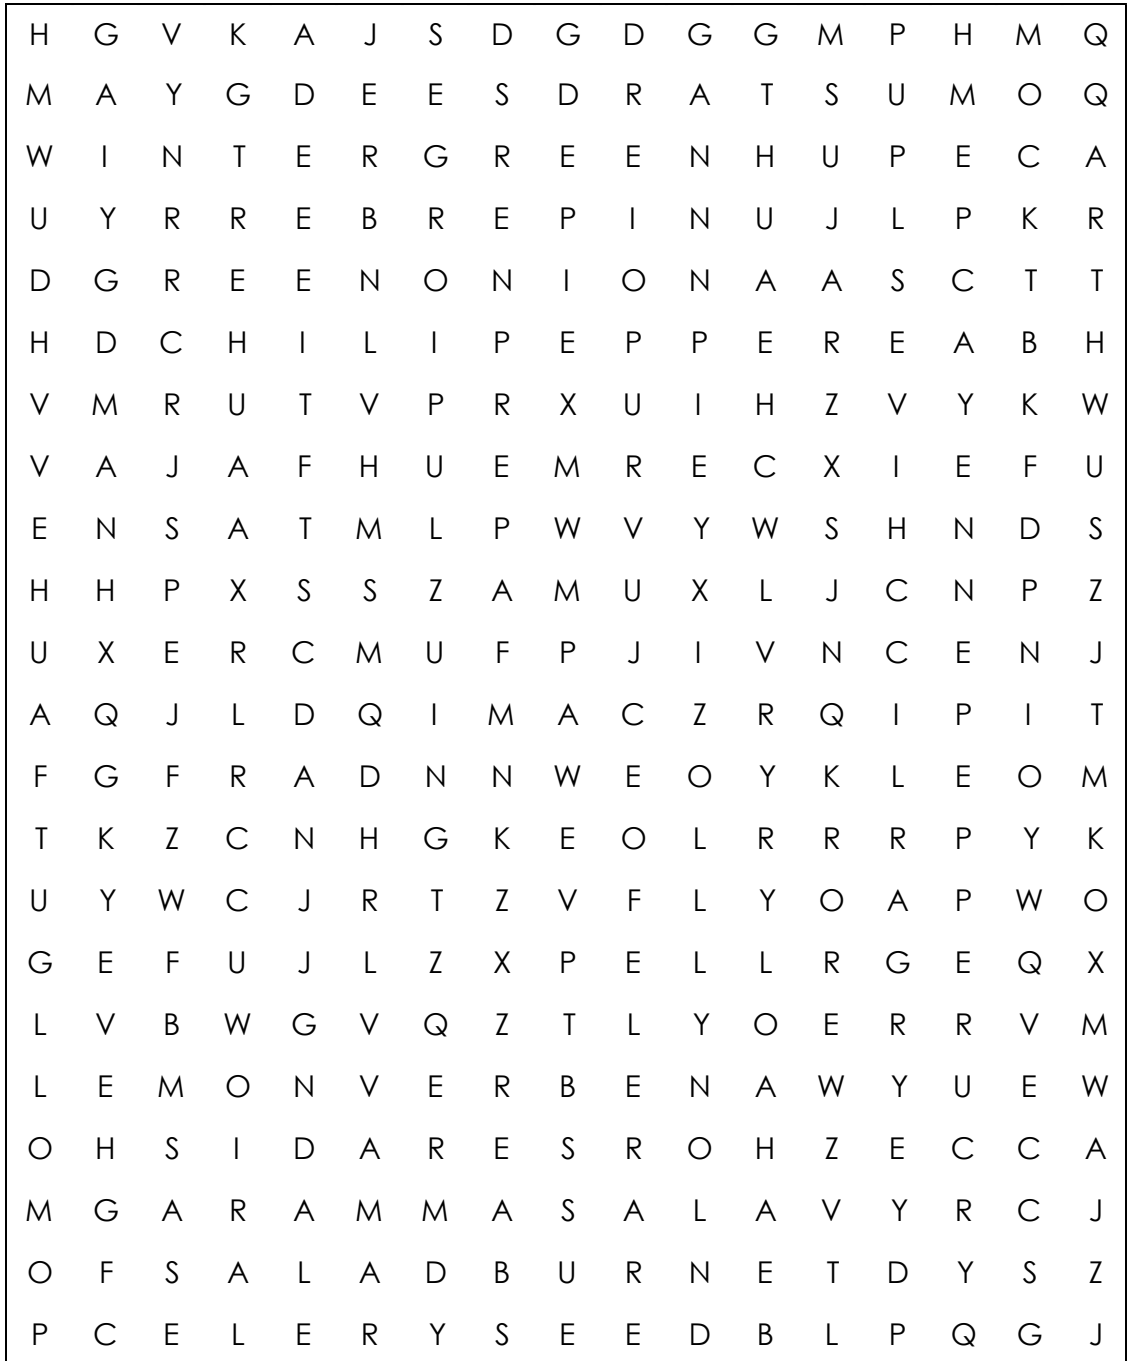 H G V K A J S D G D G G M P H M Q
M A Y G D E E S D R A T S U M O Q
W I N T E R G R E E N H U P E C A
U Y R R E B R E P I N U J L P K R
D G R E E N O N I O N A A S C T T
H D C H I L I P E P P E R E A B H
V M R U T V P R X U I H Z V Y K W
V A J A F H U E M R E C X I E F U
E N S A T M L P W V Y W S H N D S
H H P X S S Z A M U X L J C N P Z
U X E R C M U F P J I V N C E N J
A Q J L D Q I M A C Z R Q I P I T
F G F R A D N N W E O Y K L E O M
T K Z C N H G K E O L R R R P Y K
U Y W C J R T Z V F L Y O A P W O
G E F U J L Z X P E L L R G E Q X
L V B W G V Q Z T L Y O E R R V M
L E M O N V E R B E N A W Y U E W
O H S I D A R E S R O H Z E C C A
M G A R A M M A S A L A V Y R C J
O F S A L A D B U R N E T D Y S Z
P C E L E R Y S E E D B L P Q G J